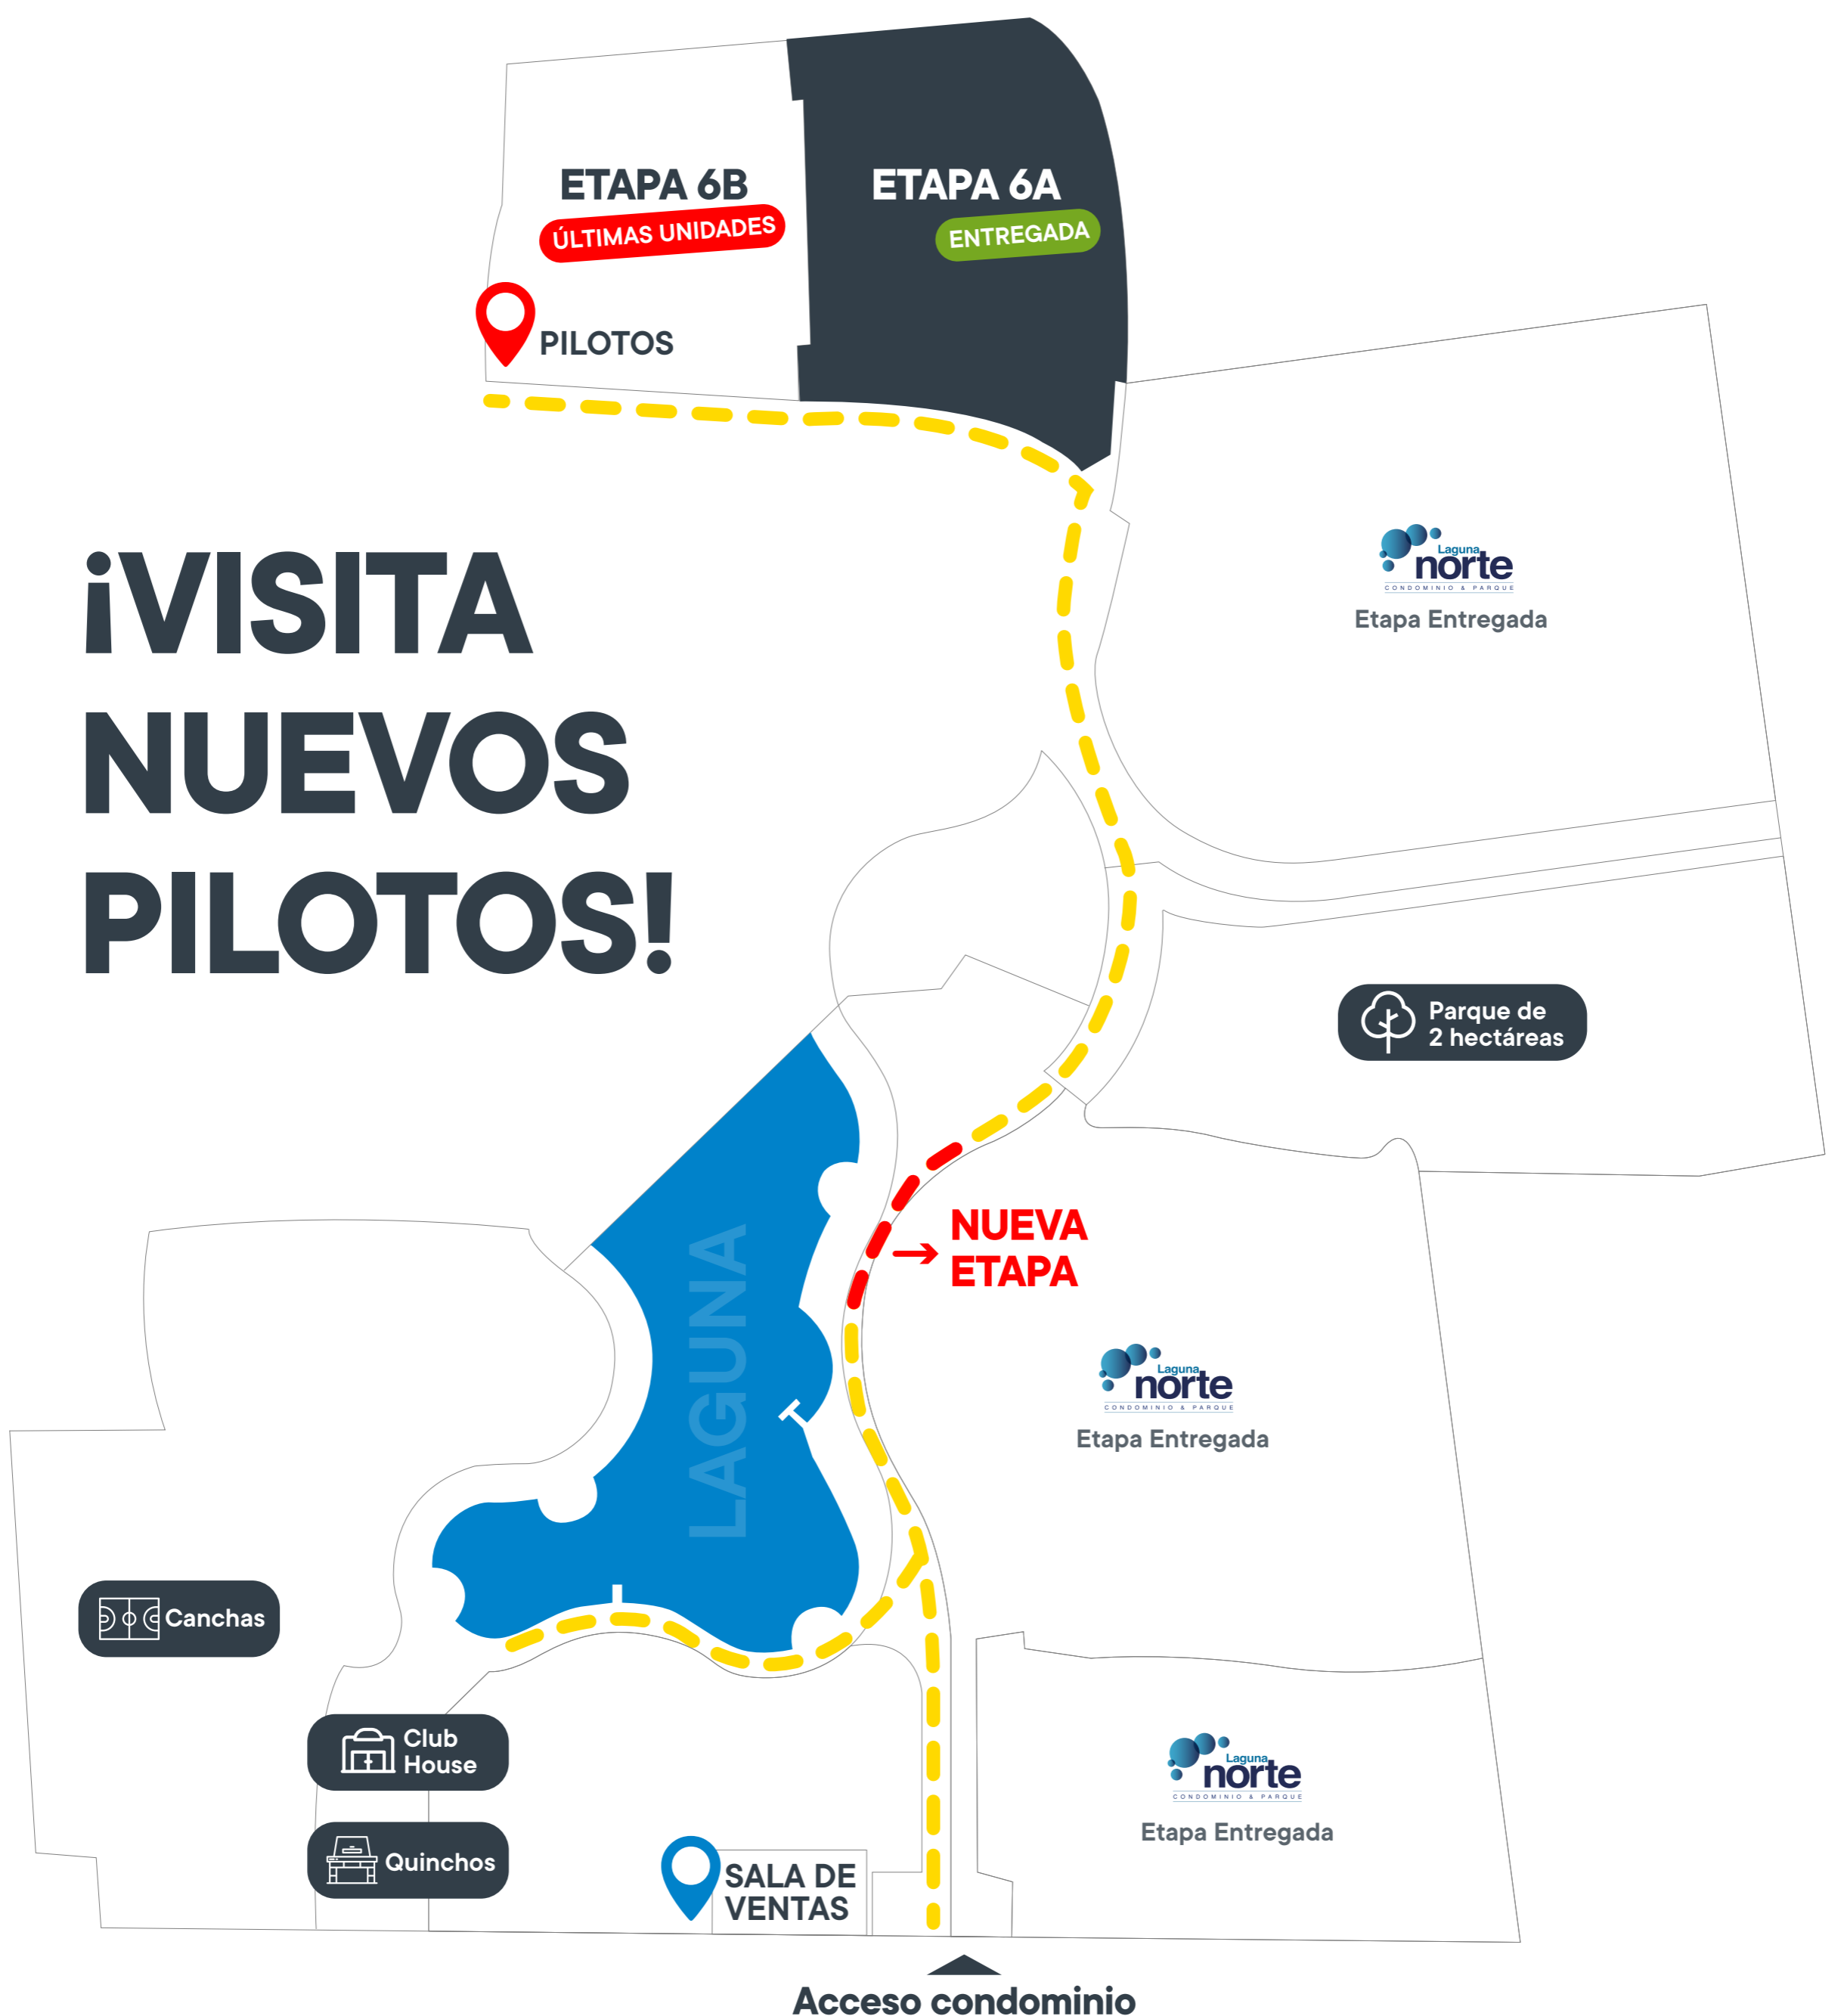 ETAPA 6B
ÚLTIMAS UNIDADES
ETAPA 6A
ENTREGADA
PILOTOS
¡VISITA
NUEVOS
PILOTOS!
Laguna
norte
CONDOMINIO & PARQUE
Etapa Entregada
Parque de
2 hectáreas
NUEVA
ETAPA
LAGUNA
Laguna
norte
CONDOMINIO & PARQUE
Etapa Entregada
Canchas
Club
House
Quinchos
Laguna
norte
CONDOMINIO & PARQUE
Etapa Entregada
SALA DE
VENTAS
Acceso condominio